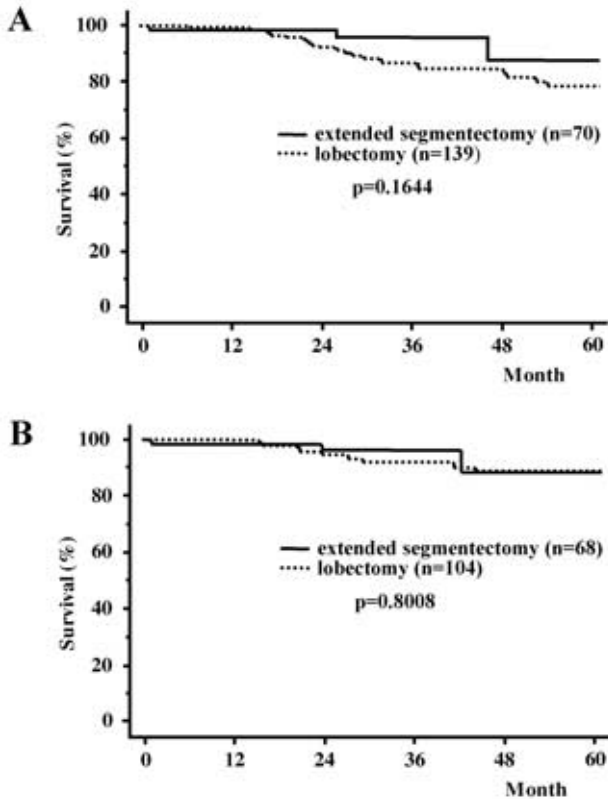 A
100
80
60
40
20
0
Survival (%)
extended segmentectomy (n=70)
lobectomy (n=139)
p=0.1644
0 12 24 36 48 60
Month
B
100
80
60
40
20
0
Survival (%)
extended segmentectomy (n=68)
lobectomy (n=104)
p=0.8008
0 12 24 36 48 60
Month